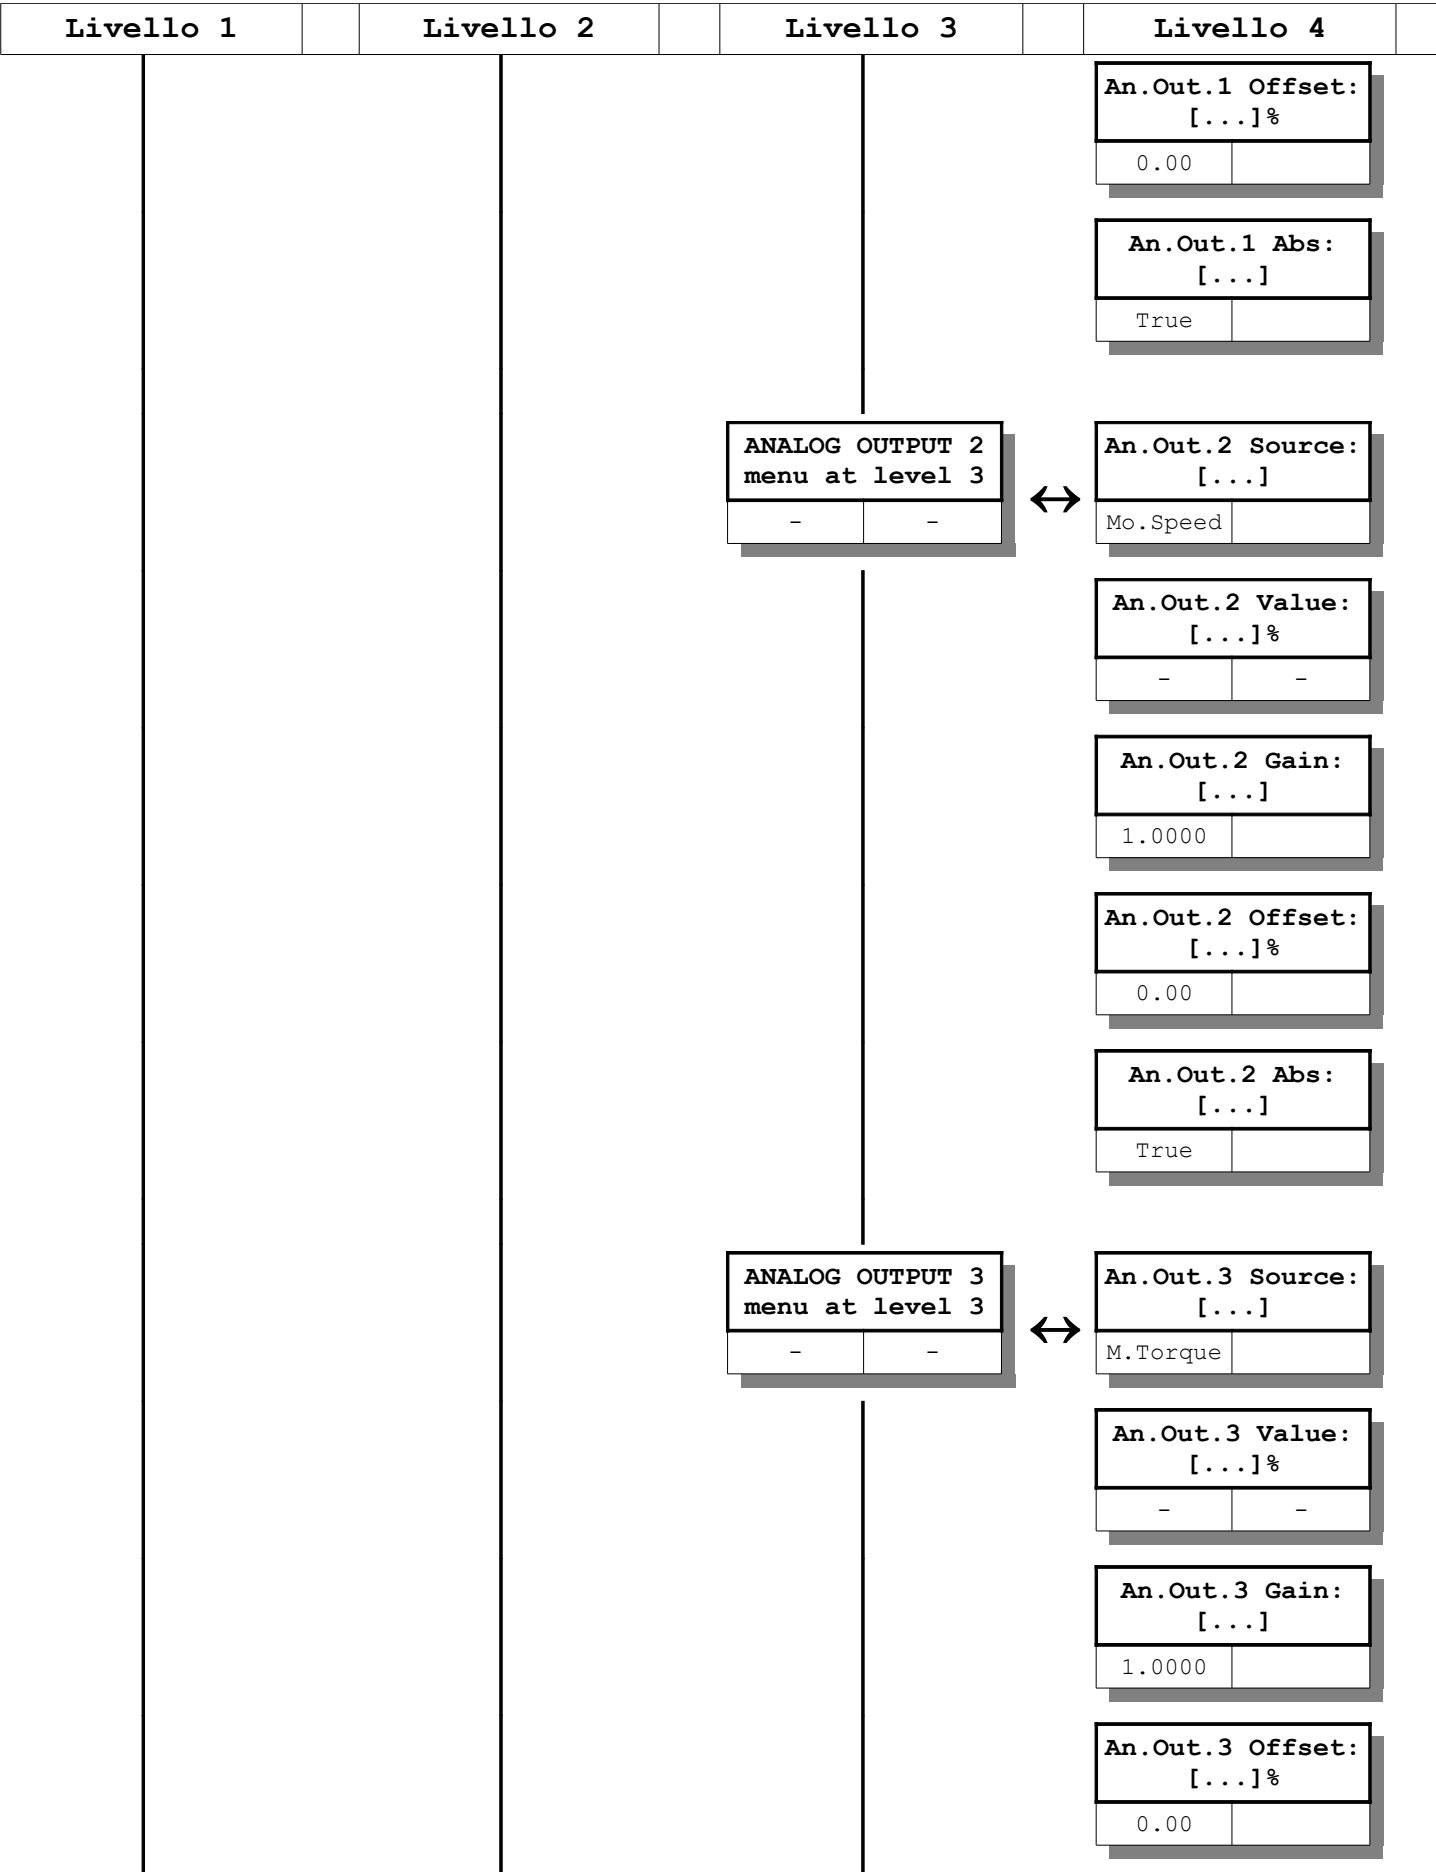 Livello 1 Livello 2 Livello 3 Livello 4
An.Out.1 Offset:
[...]%
0.00
An.Out.1 Abs:
[...]
True
ANALOG OUTPUT 2
menu at level 3
- -
↔
An.Out.2 Source:
[...]
Mo.Speed
An.Out.2 Value:
[...]%
- -
An.Out.2 Gain:
[...]
1.0000
An.Out.2 Offset:
[...]%
0.00
An.Out.2 Abs:
[...]
True
ANALOG OUTPUT 3
menu at level 3
- -
↔
An.Out.3 Source:
[...]
M.Torque
An.Out.3 Value:
[...]%
- -
An.Out.3 Gain:
[...]
1.0000
An.Out.3 Offset:
[...]%
0.00